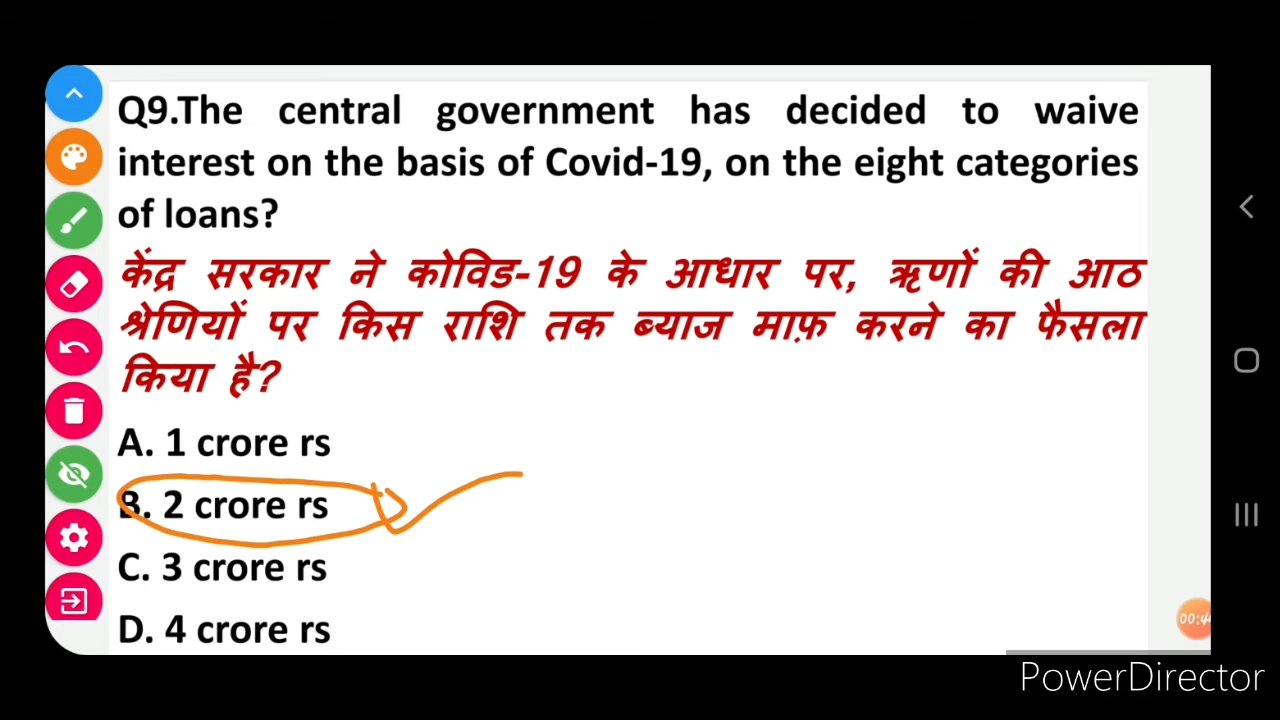 Q9.The central government has decided to waive
interest on the basis of Covid-19, on the eight categories
of loans?
केंद्र सरकार ने कोविड-19 के आधार पर, ऋणों की आठ
श्रेणियों पर किस राशि तक ब्याज माफ़ करने का फैसला
किया है?
A. 1 crore rs
B. 2 crore rs
C. 3 crore rs
D. 4 crore rs
PowerDirector